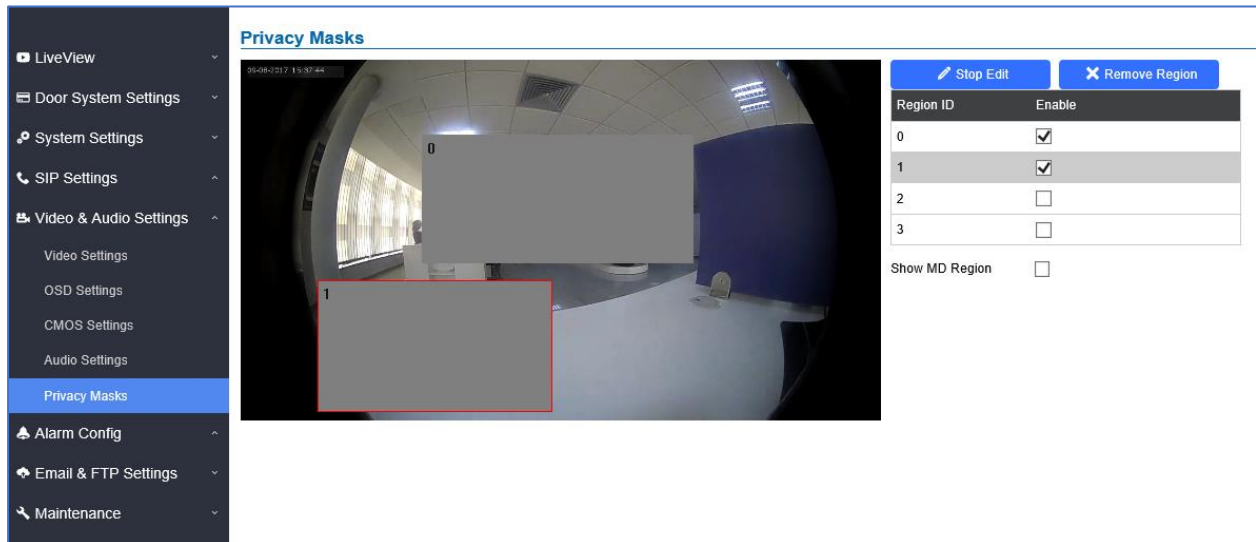 Privacy Masks
LiveView
Door System Settings
System Settings
SIP Settings
Video & Audio Settings
Video Settings
OSD Settings
CMOS Settings
Audio Settings
Privacy Masks
Alarm Config
Email & FTP Settings
Maintenance
0
1
Stop Edit
Remove Region
Region ID Enable
0
1
2
3
Show MD Region